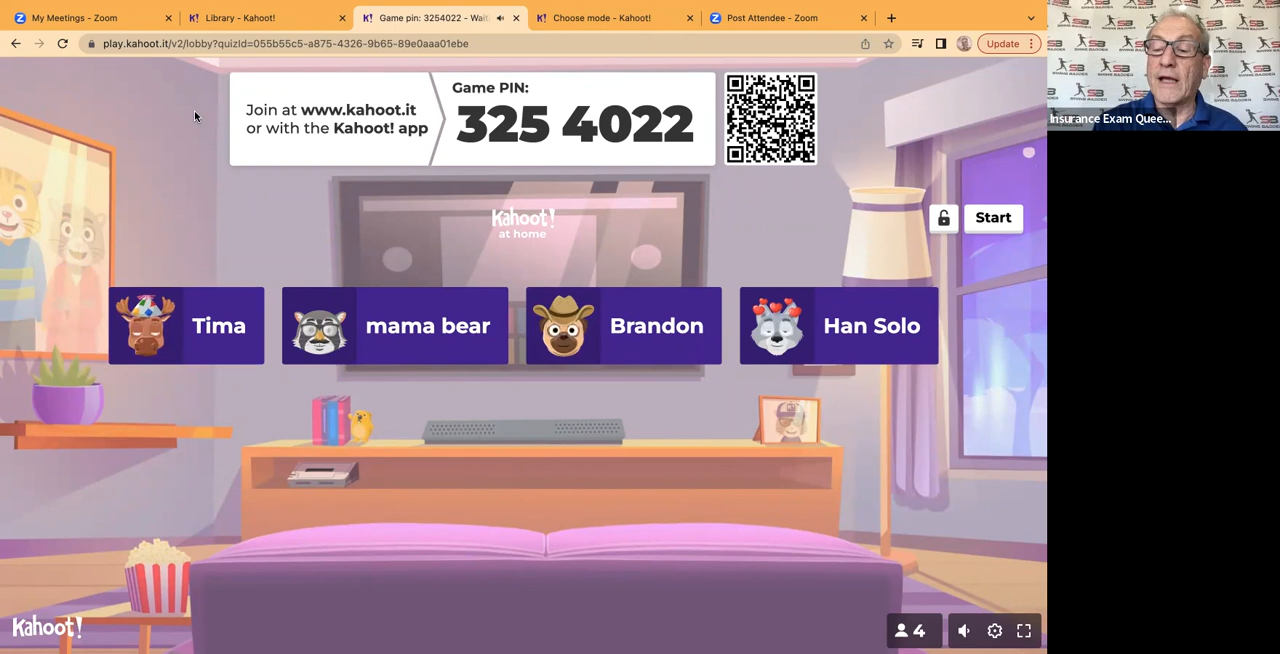 My Meetings - Zoom
Library - Kahoot!
Game pin: 3254022 - Wait
Choose mode - Kahoot!
Post Attendee - Zoom
play.kahoot.it/v2/lobby?quizId=055b55c5-a875-4326-9b65-89e0aaa01ebe
Update
Join at www.kahoot.it
or with the Kahoot! app
Game PIN:
325 4022
Insurance Exam Quee...
Kahoot!
at home
Start
Tima
mama bear
Brandon
Han Solo
Kahoot!
4